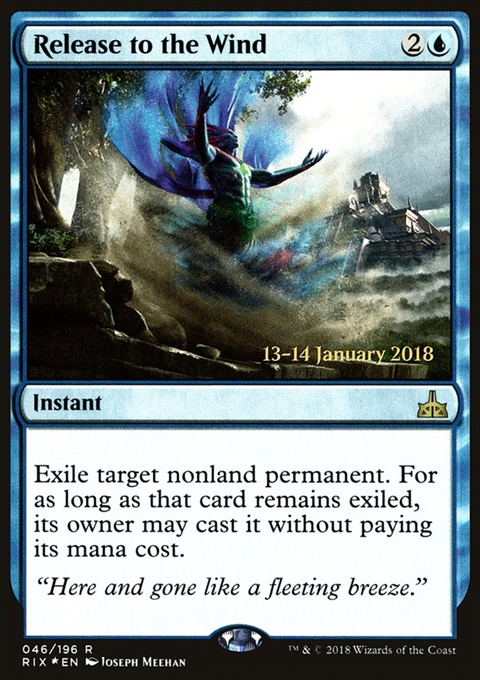 Release to the Wind 2
13-14 January 2018
Instant
Exile target nonland permanent. For
as long as that card remains exiled,
its owner may cast it without paying
its mana cost.
“Here and gone like a fleeting breeze.”
046/196 R
RIX★EN Joseph Meehan
™ & © 2018 Wizards of the Coast